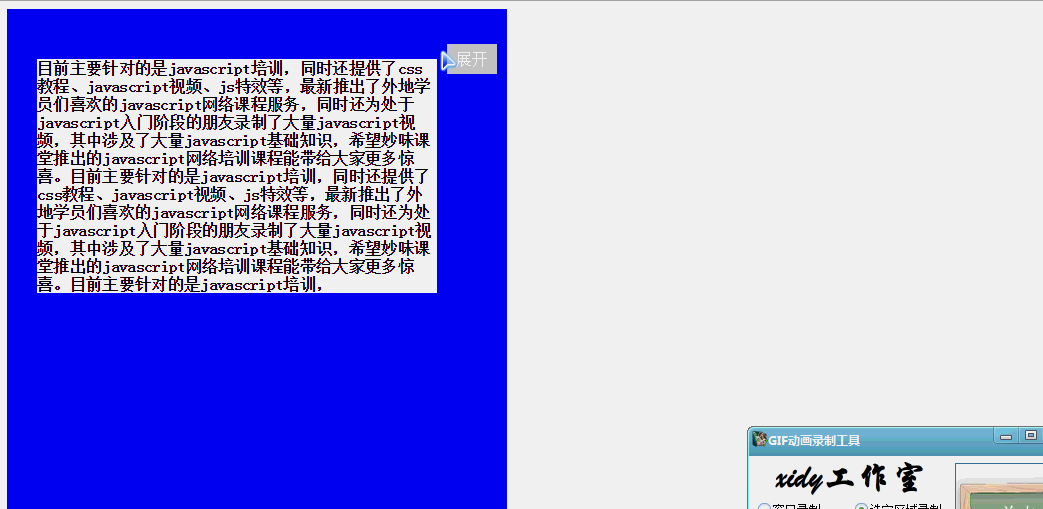 展开
目前主要针对的是javascript培训，同时还提供了css
教程、javascript视频、js特效等，最新推出了外地学
员们喜欢的javascript网络课程服务，同时还为处于
javascript入门阶段的朋友录制了大量javascript视
频，其中涉及了大量javascript基础知识，希望妙味课
堂推出的javascript网络培训课程能带给大家更多惊
喜。目前主要针对的是javascript培训，同时还提供了
css教程、javascript视频、js特效等，最新推出了外
地学员们喜欢的javascript网络课程服务，同时还为处
于javascript入门阶段的朋友录制了大量javascript视
频，其中涉及了大量javascript基础知识，希望妙味课
堂推出的javascript网络培训课程能带给大家更多惊
喜。目前主要针对的是javascript培训，
GIF动画录制工具
xidy工作室
窗口录制 选定区域录制